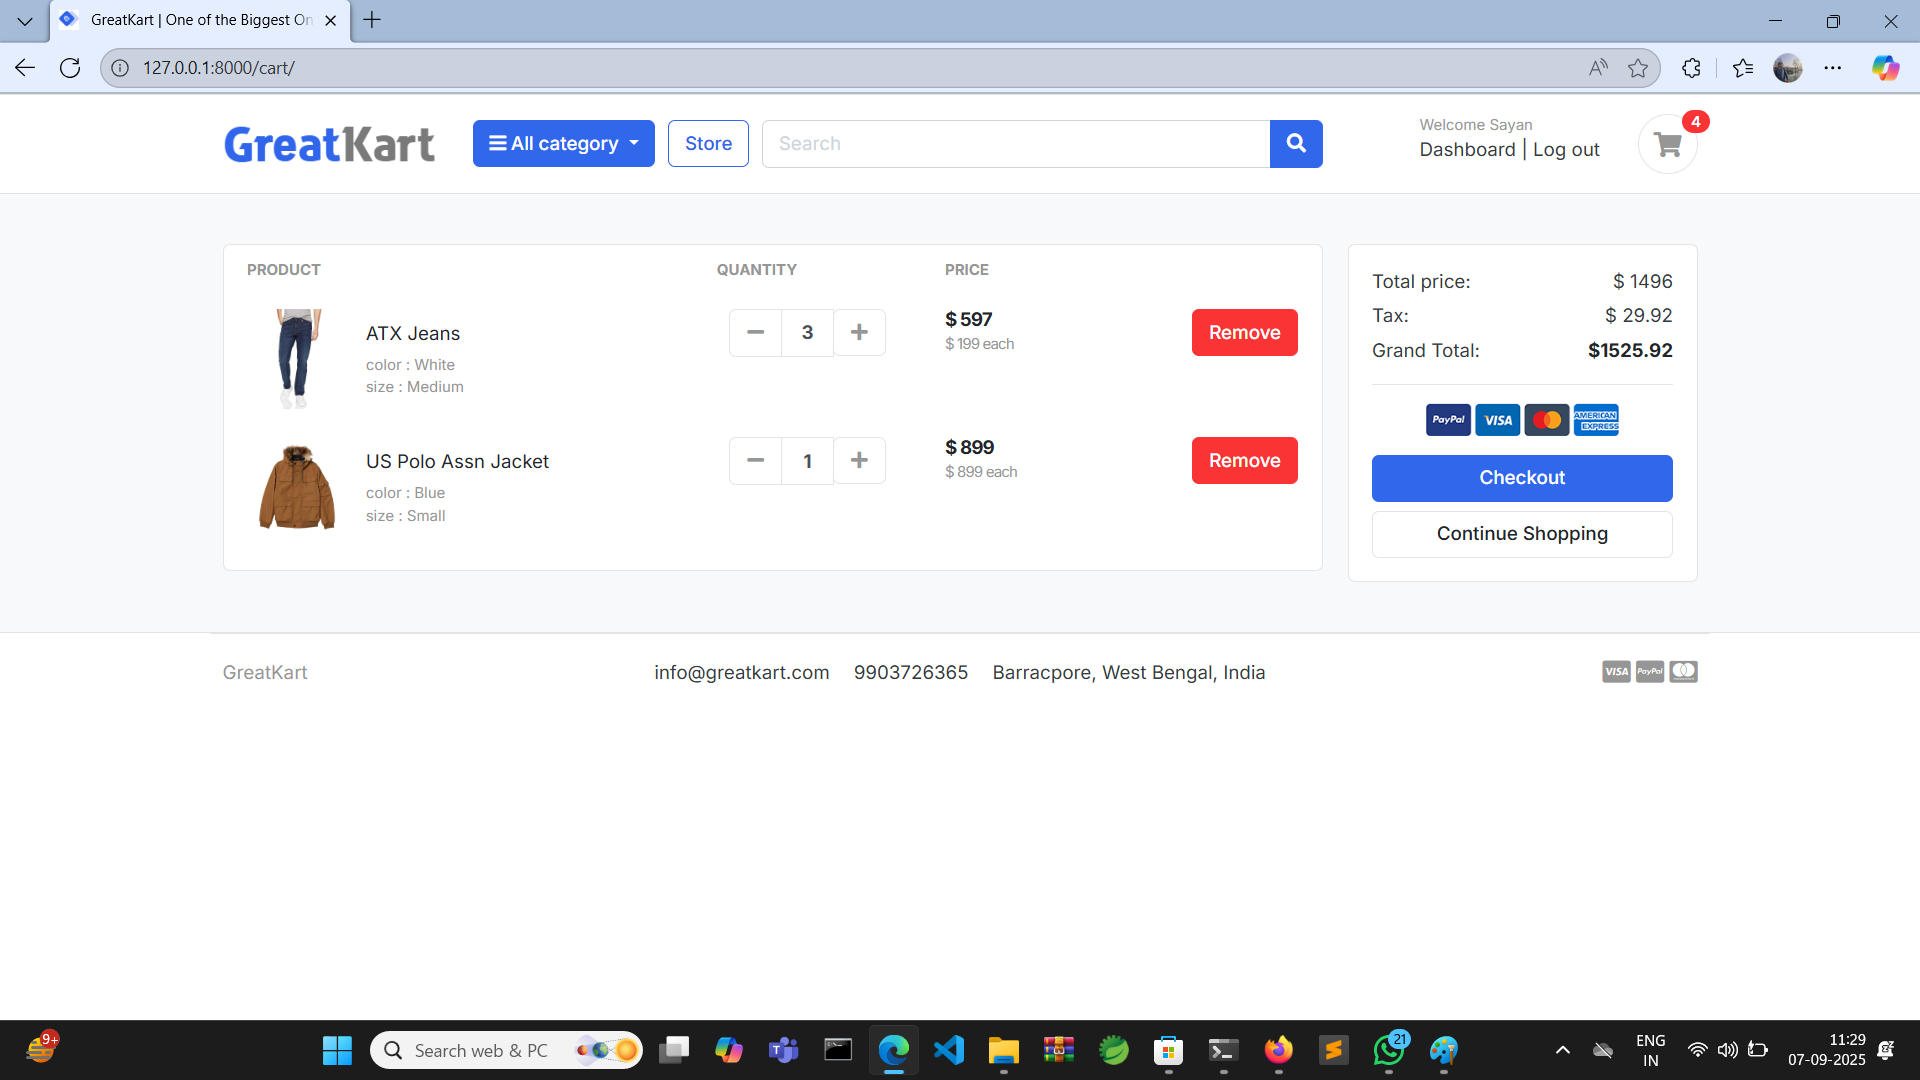 GreatKart | One of the Biggest On
127.0.0.1:8000/cart/
GreatKart
All category
Store
Search
Welcome Sayan
Dashboard | Log out
4
PRODUCT QUANTITY PRICE
ATX Jeans
color : White
size : Medium
3
$ 597
$ 199 each
Remove
US Polo Assn Jacket
color : Blue
size : Small
1
$ 899
$ 899 each
Remove
Total price: $ 1496
Tax: $ 29.92
Grand Total: $1525.92
PayPal VISA AMERICAN EXPRESS
Checkout
Continue Shopping
GreatKart info@greatkart.com 9903726365 Barracpore, West Bengal, India VISA PayPal
9+
Search web & PC
21
ENG
IN
11:29
07-09-2025